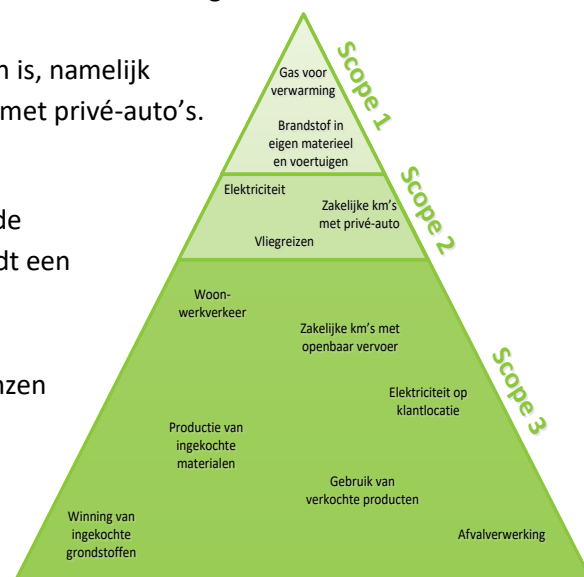 n is, namelijk
met privé-auto's.
de
dt een
nzen
Scope 1
Gas voor
verwarming
Brandstof in
eigen materieel
en voertuigen
Scope 2
Elektriciteit
Zakelijke km's
met privé-auto
Vliegreizen
Scope 3
Woon-
werkverkeer
Zakelijke km's met
openbaar vervoer
Elektriciteit op
klantlocatie
Productie van
ingekochte
materialen
Gebruik van
verkochte producten
Winning van
ingekochte
grondstoffen
Afvalverwerking